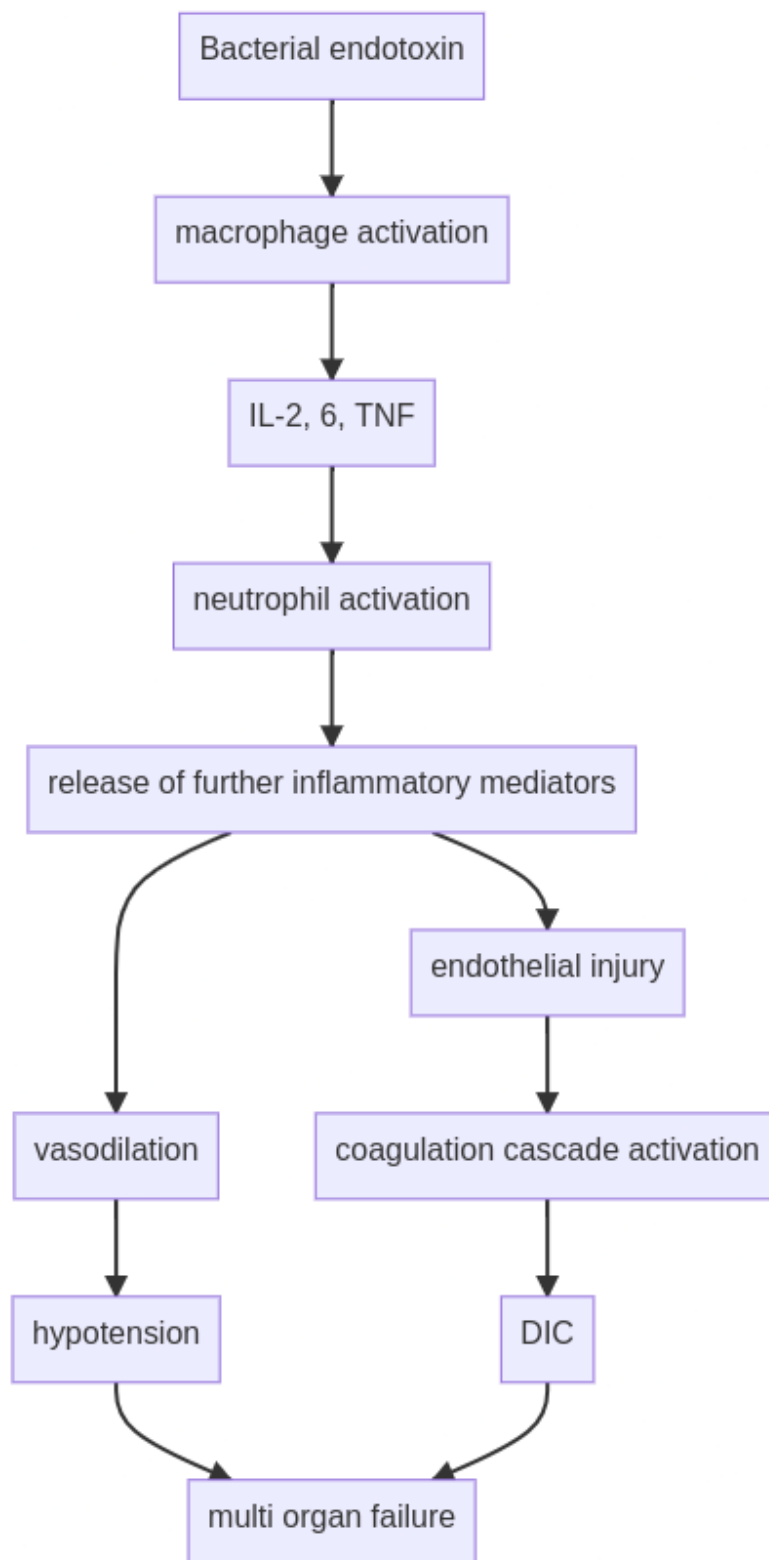 Bacterial endotoxin
macrophage activation
IL-2, 6, TNF
neutrophil activation
release of further inflammatory mediators
endothelial injury
vasodilation
coagulation cascade activation
hypotension
DIC
multi organ failure